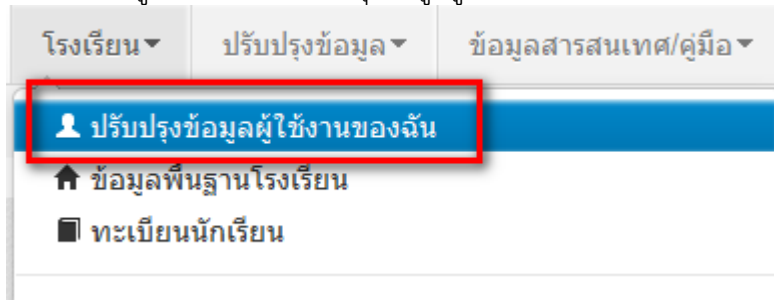 โรงเรียน ปรับปรุงข้อมูล ข้อมูลสารสนเทศ/คู่มือ
ปรับปรุงข้อมูลผู้ใช้งานของฉัน
ข้อมูลพื้นฐานโรงเรียน
ทะเบียนนักเรียน